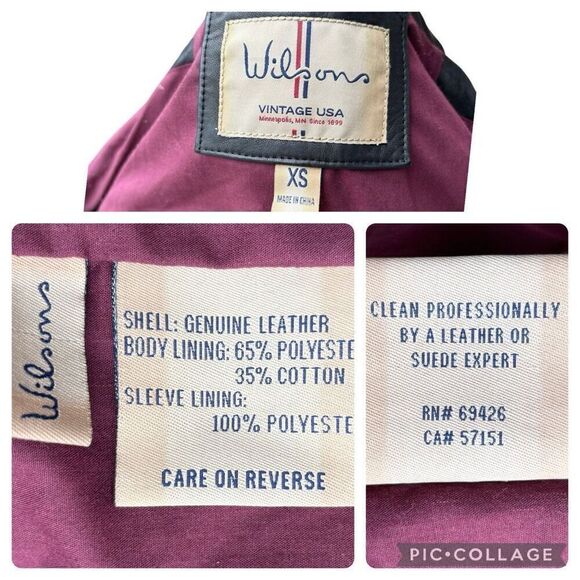 Wilsons
VINTAGE USA
Minneapolis, MN. Since 1899
XS
MADE IN CHINA
Wilsons
SHELL: GENUINE LEATHER
BODY LINING: 65% POLYESTE
35% COTTON
SLEEVE LINING:
100% POLYESTE
CARE ON REVERSE
CLEAN PROFESSIONALLY
BY A LEATHER OR
SUEDE EXPERT
RN# 69426
CA# 57151
PIC•COLLAGE